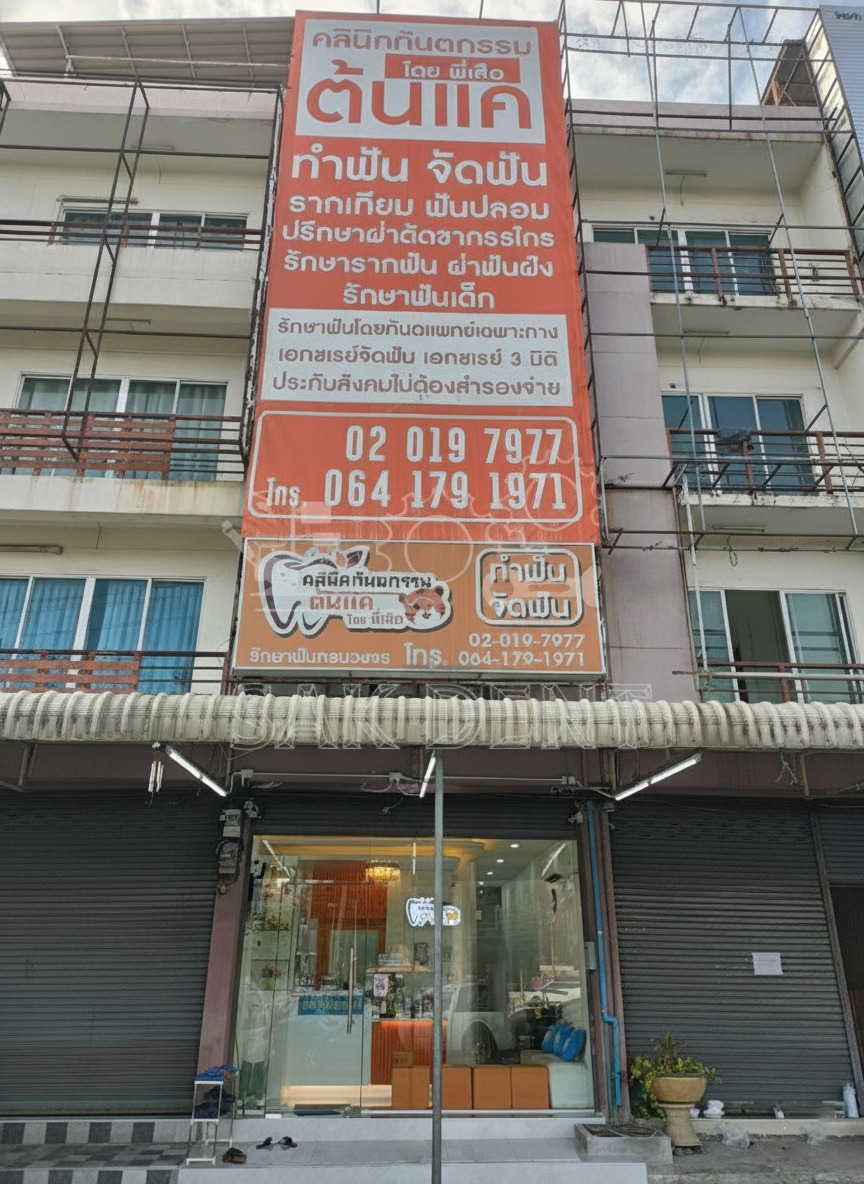 คลินิกทันตกรรม
โดย พี่เสือ
ต้นแค
ทำฟัน จัดฟัน
รากเทียม ฟันปลอม
ปรึกษาผ่าตัดขากรรไกร
รักษารากฟัน ผ่าฟันฝัง
รักษาฟันเด็ก
รักษาฟันโดยทันตแพทย์เฉพาะทาง
เอกซเรย์จัดฟัน เอกซเรย์ 3 มิติ
ประกันสังคมไม่ต้องสำรองจ่าย
02 019 7977
โทร. 064 179 1971
คลินิคทันตกรรม
ต้นแค
โดย พี่เสือ
ทำฟัน
จัดฟัน
02-019-7977
รักษาฟันครบวงจร โทร. 064-179-1971
SAK DENT